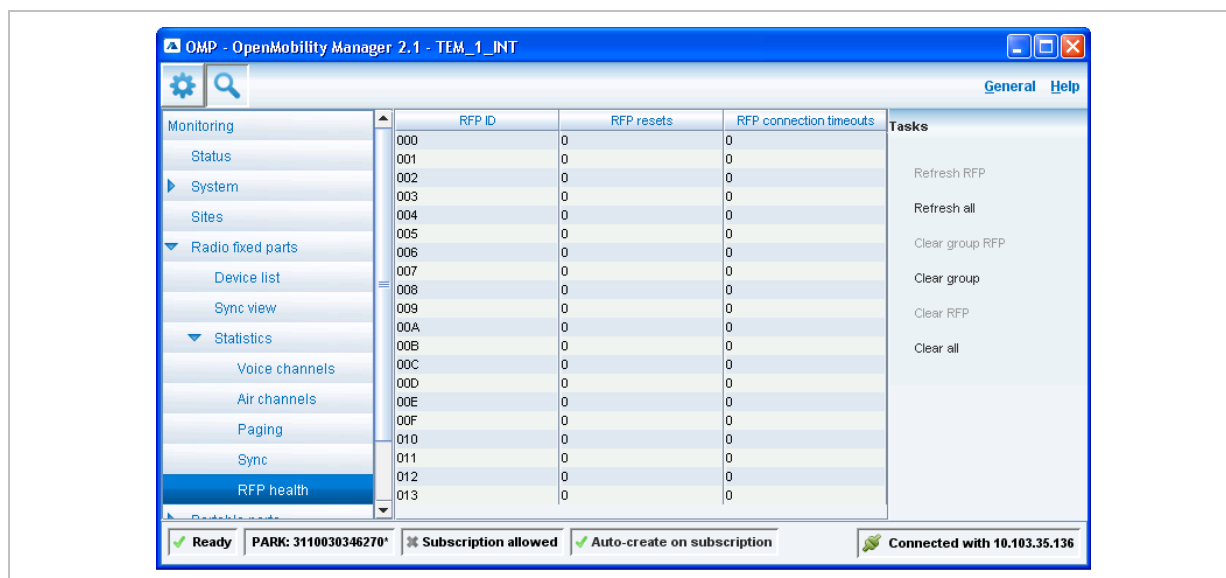 OMP - OpenMobility Manager 2.1 - TEM_1_INT
General Help
Monitoring
Status
System
Sites
Radio fixed parts
Device list
Sync view
Statistics
Voice channels
Air channels
Paging
Sync
RFP health
RFP ID RFP resets RFP connection timeouts
000 0 0
001 0 0
002 0 0
003 0 0
004 0 0
005 0 0
006 0 0
007 0 0
008 0 0
009 0 0
00A 0 0
00B 0 0
00C 0 0
00D 0 0
00E 0 0
00F 0 0
010 0 0
011 0 0
012 0 0
013 0 0
Tasks
Refresh RFP
Refresh all
Clear group RFP
Clear group
Clear RFP
Clear all
Ready PARK: 3110030346270* Subscription allowed Auto-create on subscription Connected with 10.103.35.136